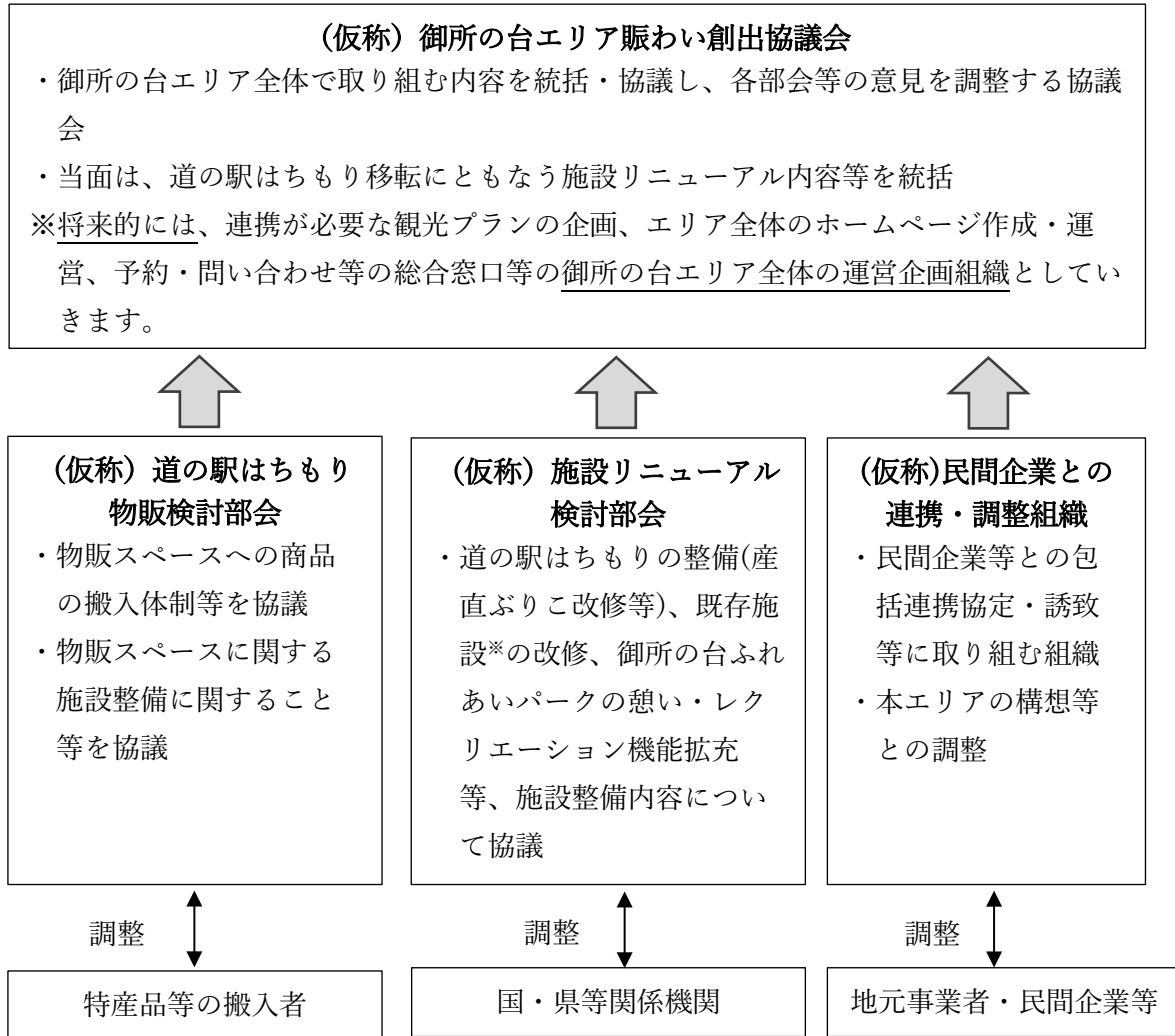 (仮称) 御所の台エリア賑わい創出協議会
・御所の台エリア全体で取り組む内容を統括・協議し、各部会等の意見を調整する協議
会
・当面は、道の駅はちもり移転にともなう施設リニューアル内容等を統括
※将来的には、連携が必要な観光プランの企画、エリア全体のホームページ作成・運
営、予約・問い合わせ等の総合窓口等の御所の台エリア全体の運営企画組織としてい
きます。
(仮称) 道の駅はちもり
物販検討部会
・物販スペースへの商品
の搬入体制等を協議
・物販スペースに関する
施設整備に関すること
等を協議
(仮称) 施設リニューアル
検討部会
・道の駅はちもりの整備(産
直ぶりこ改修等)、既存施
設※の改修、御所の台ふれ
あいパークの憩い・レク
リエーション機能拡充
等、施設整備内容につい
て協議
(仮称)民間企業との
連携・調整組織
・民間企業等との包
括連携協定・誘致
等に取り組む組織
・本エリアの構想等
との調整
調整
調整
調整
特産品等の搬入者
国・県等関係機関
地元事業者・民間企業等